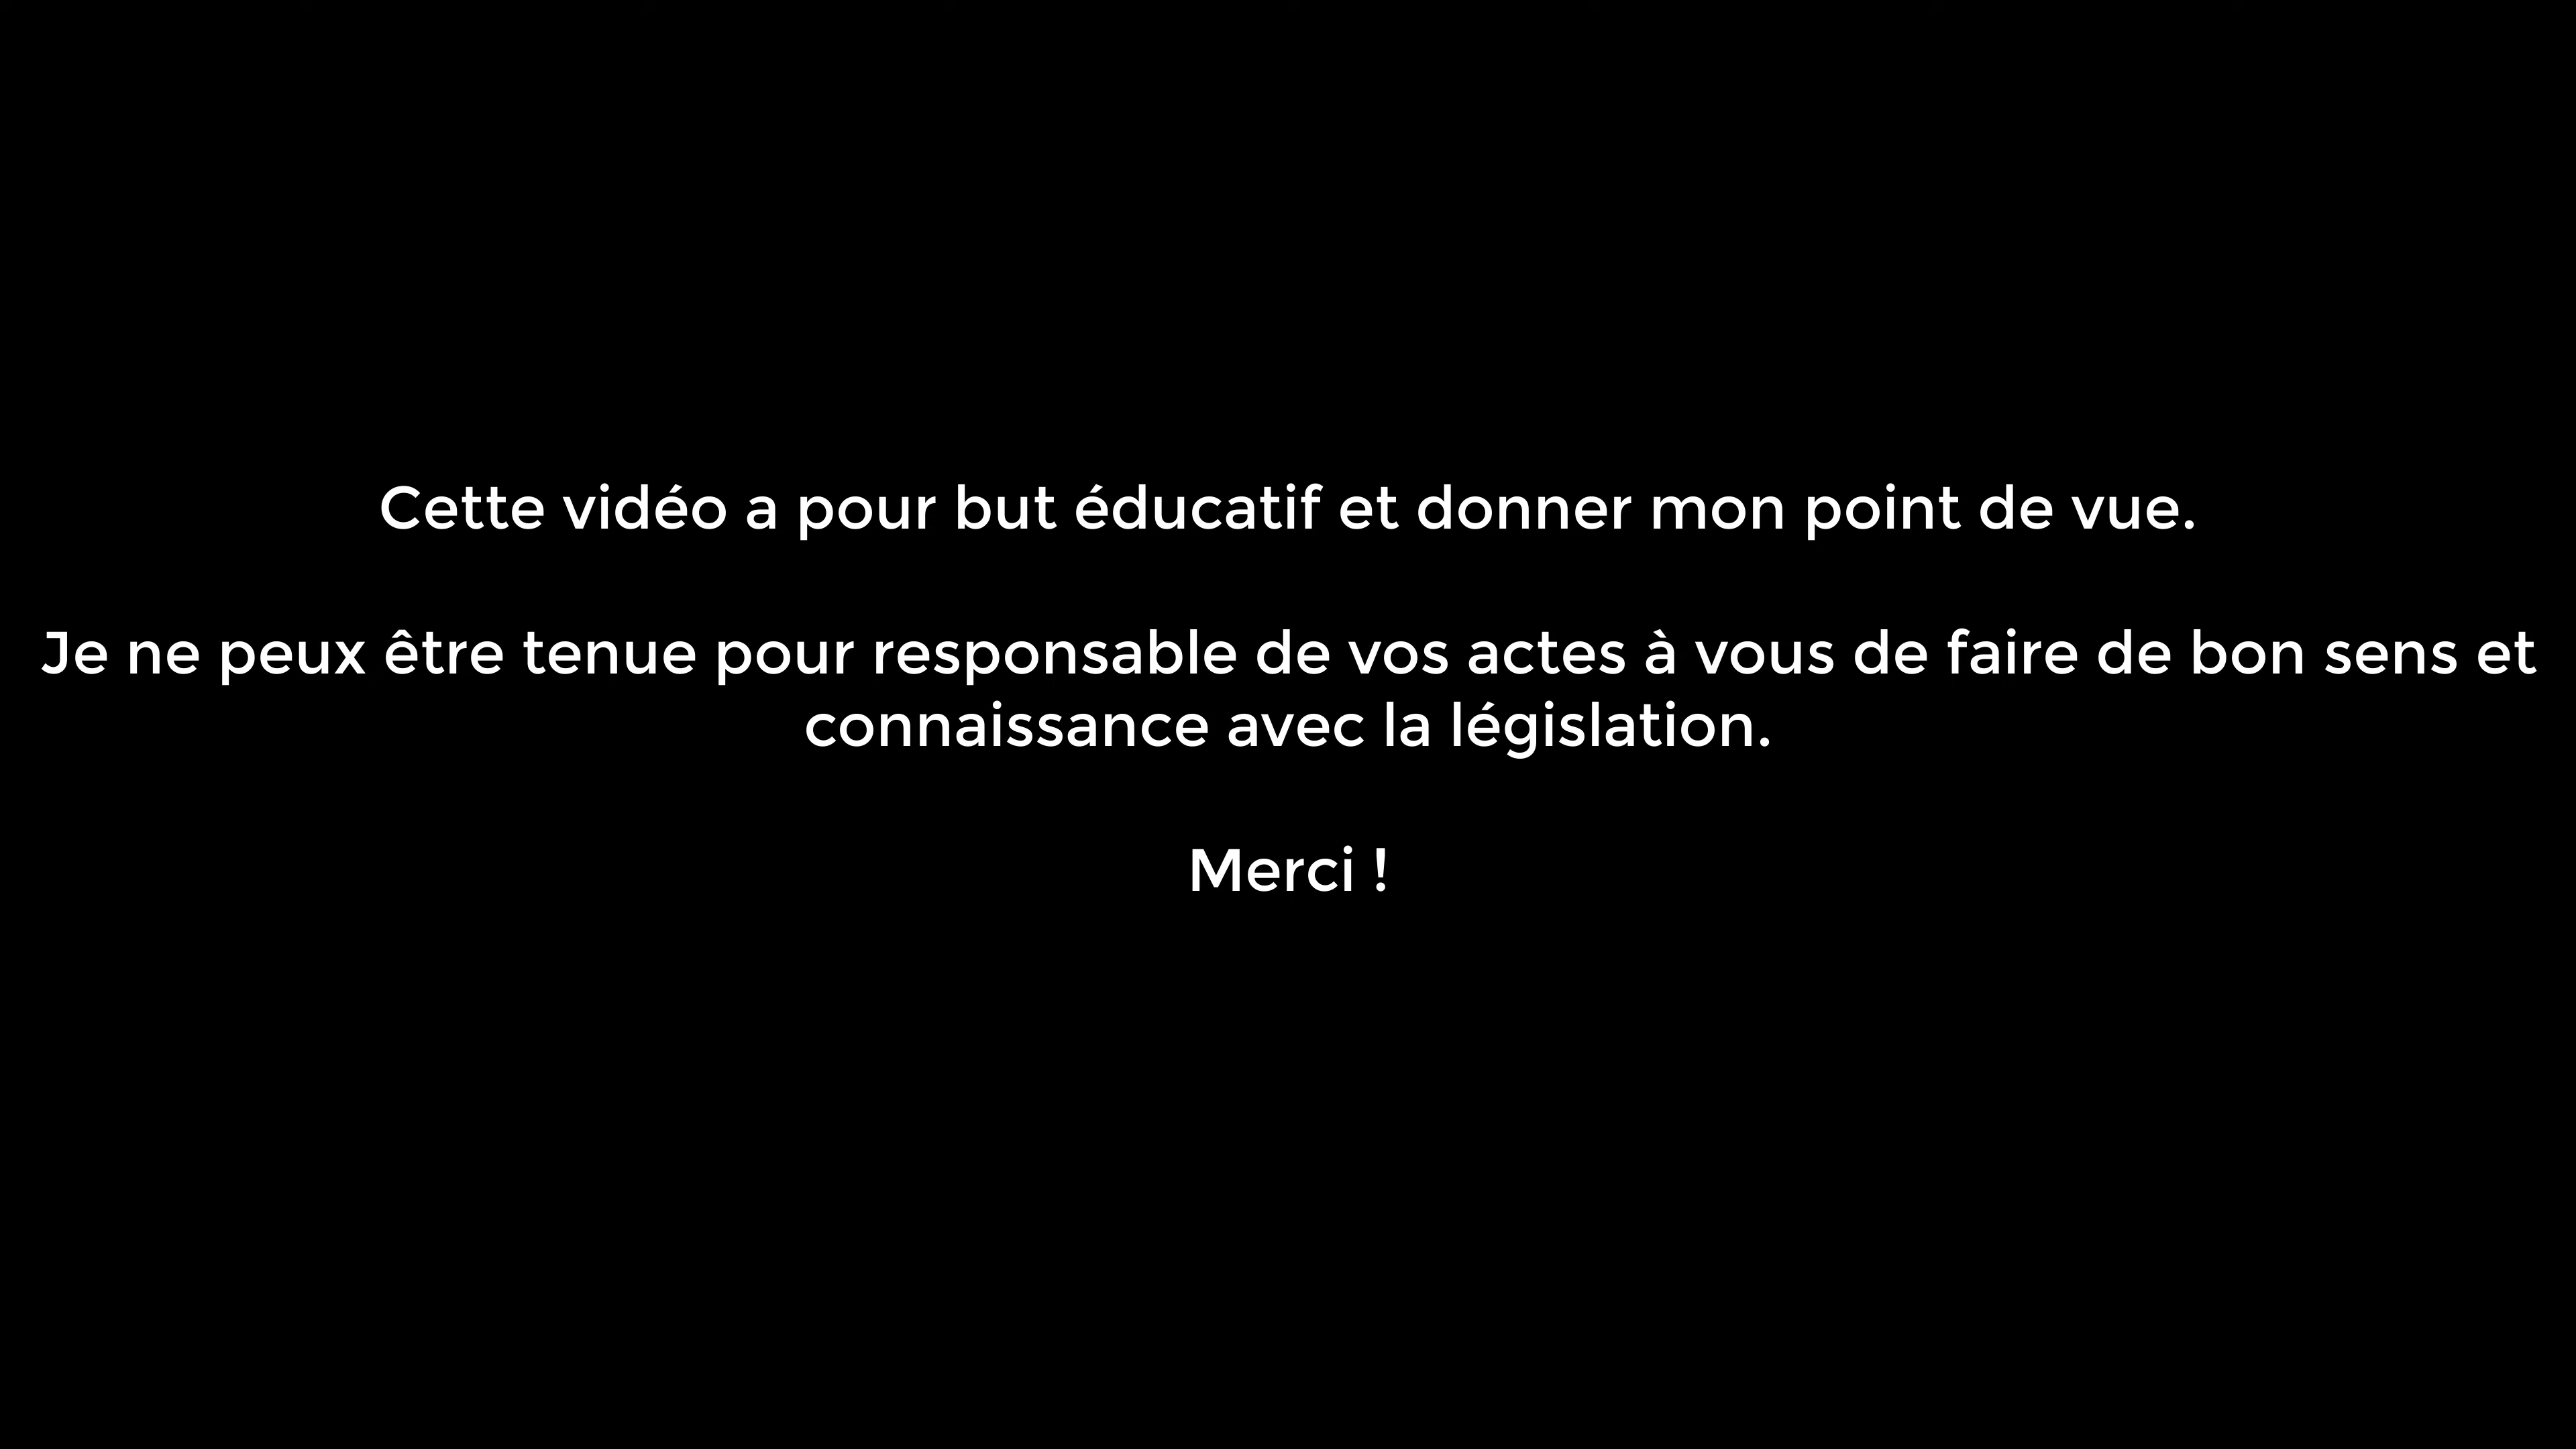 Cette vidéo a pour but éducatif et donner mon point de vue.
Je ne peux être tenue pour responsable de vos actes à vous de faire de bon sens et
connaissance avec la législation.
Merci !